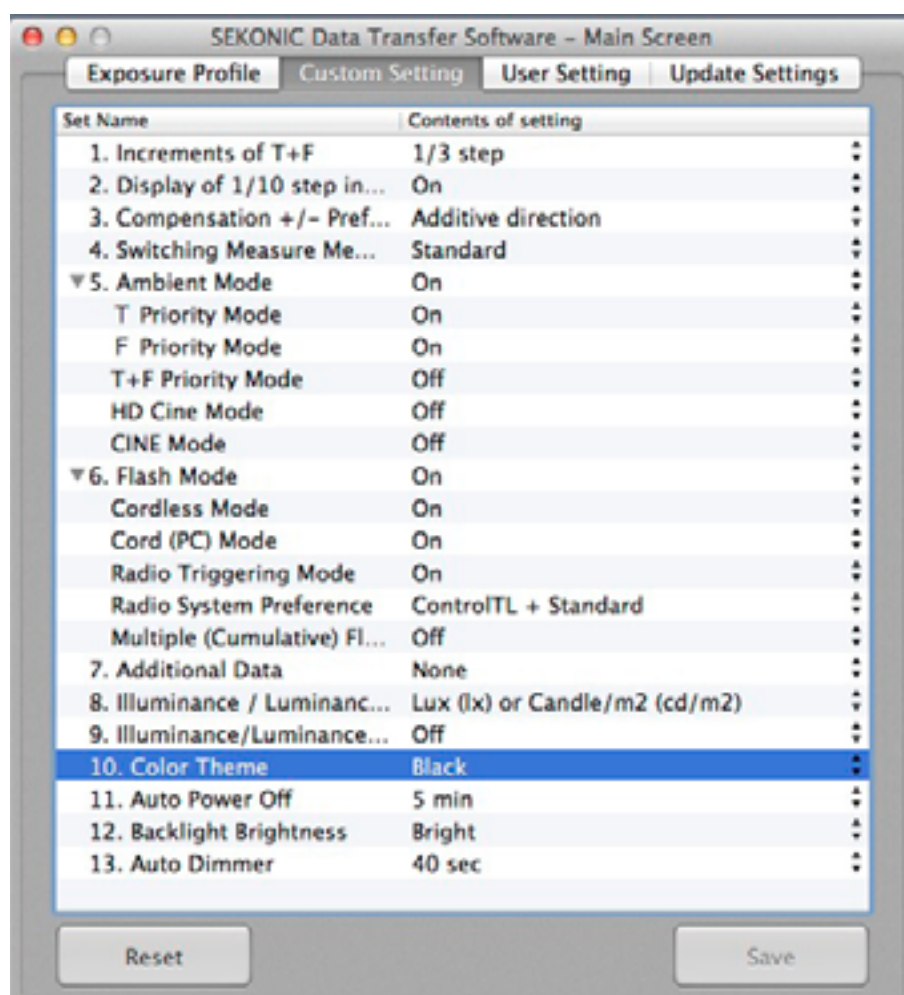 SEKONIC Data Transfer Software – Main Screen
Exposure Profile Custom Setting User Setting Update Settings
Set Name Contents of setting
1. Increments of T+F 1/3 step
2. Display of 1/10 step in... On
3. Compensation +/- Pref... Additive direction
4. Switching Measure Me... Standard
5. Ambient Mode On
T Priority Mode On
F Priority Mode On
T+F Priority Mode Off
HD Cine Mode Off
CINE Mode Off
6. Flash Mode On
Cordless Mode On
Cord (PC) Mode On
Radio Triggering Mode On
Radio System Preference ControlTL + Standard
Multiple (Cumulative) Fl... Off
7. Additional Data None
8. Illuminance / Luminanc... Lux (lx) or Candle/m2 (cd/m2)
9. Illuminance/Luminance... Off
10. Color Theme Black
11. Auto Power Off 5 min
12. Backlight Brightness Bright
13. Auto Dimmer 40 sec
Reset Save